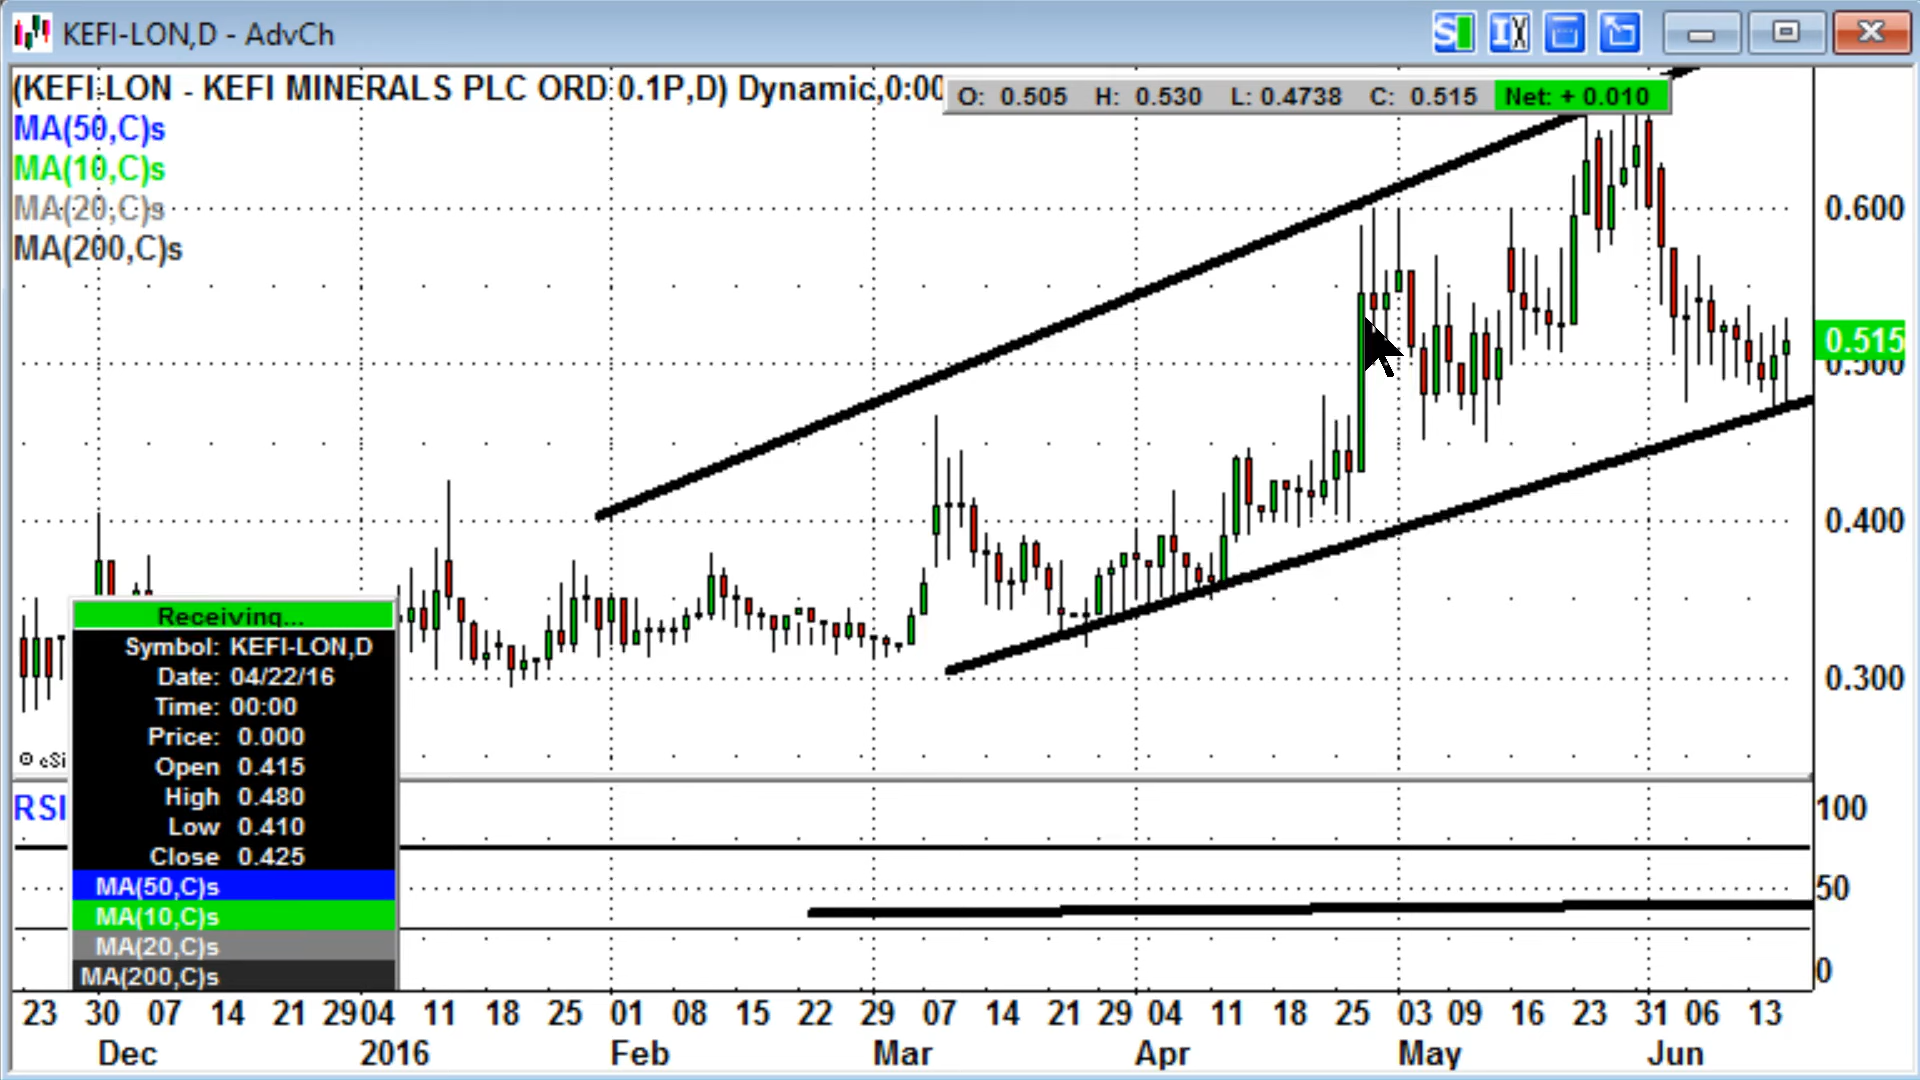 KEFI-LON,D - AdvCh
(KEFI-LON - KEFI MINERALS PLC ORD 0.1P,D) Dynamic,0:00
O: 0.505 H: 0.530 L: 0.4738 C: 0.515 Net: + 0.010
MA(50,C)s
MA(10,C)s
MA(20,C)s
MA(200,C)s
0.600
0.515
0.500
0.400
0.300
Receiving...
Symbol: KEFI-LON,D
Date: 04/22/16
Time: 00:00
Price: 0.000
Open 0.415
High 0.480
Low 0.410
Close 0.425
MA(50,C)s
MA(10,C)s
MA(20,C)s
MA(200,C)s
RSI
100
50
0
23 30 07 14 21 29 04 11 18 25 01 08 15 22 29 07 14 21 29 04 11 18 25 03 09 16 23 31 06 13
Dec 2016 Feb Mar Apr May Jun